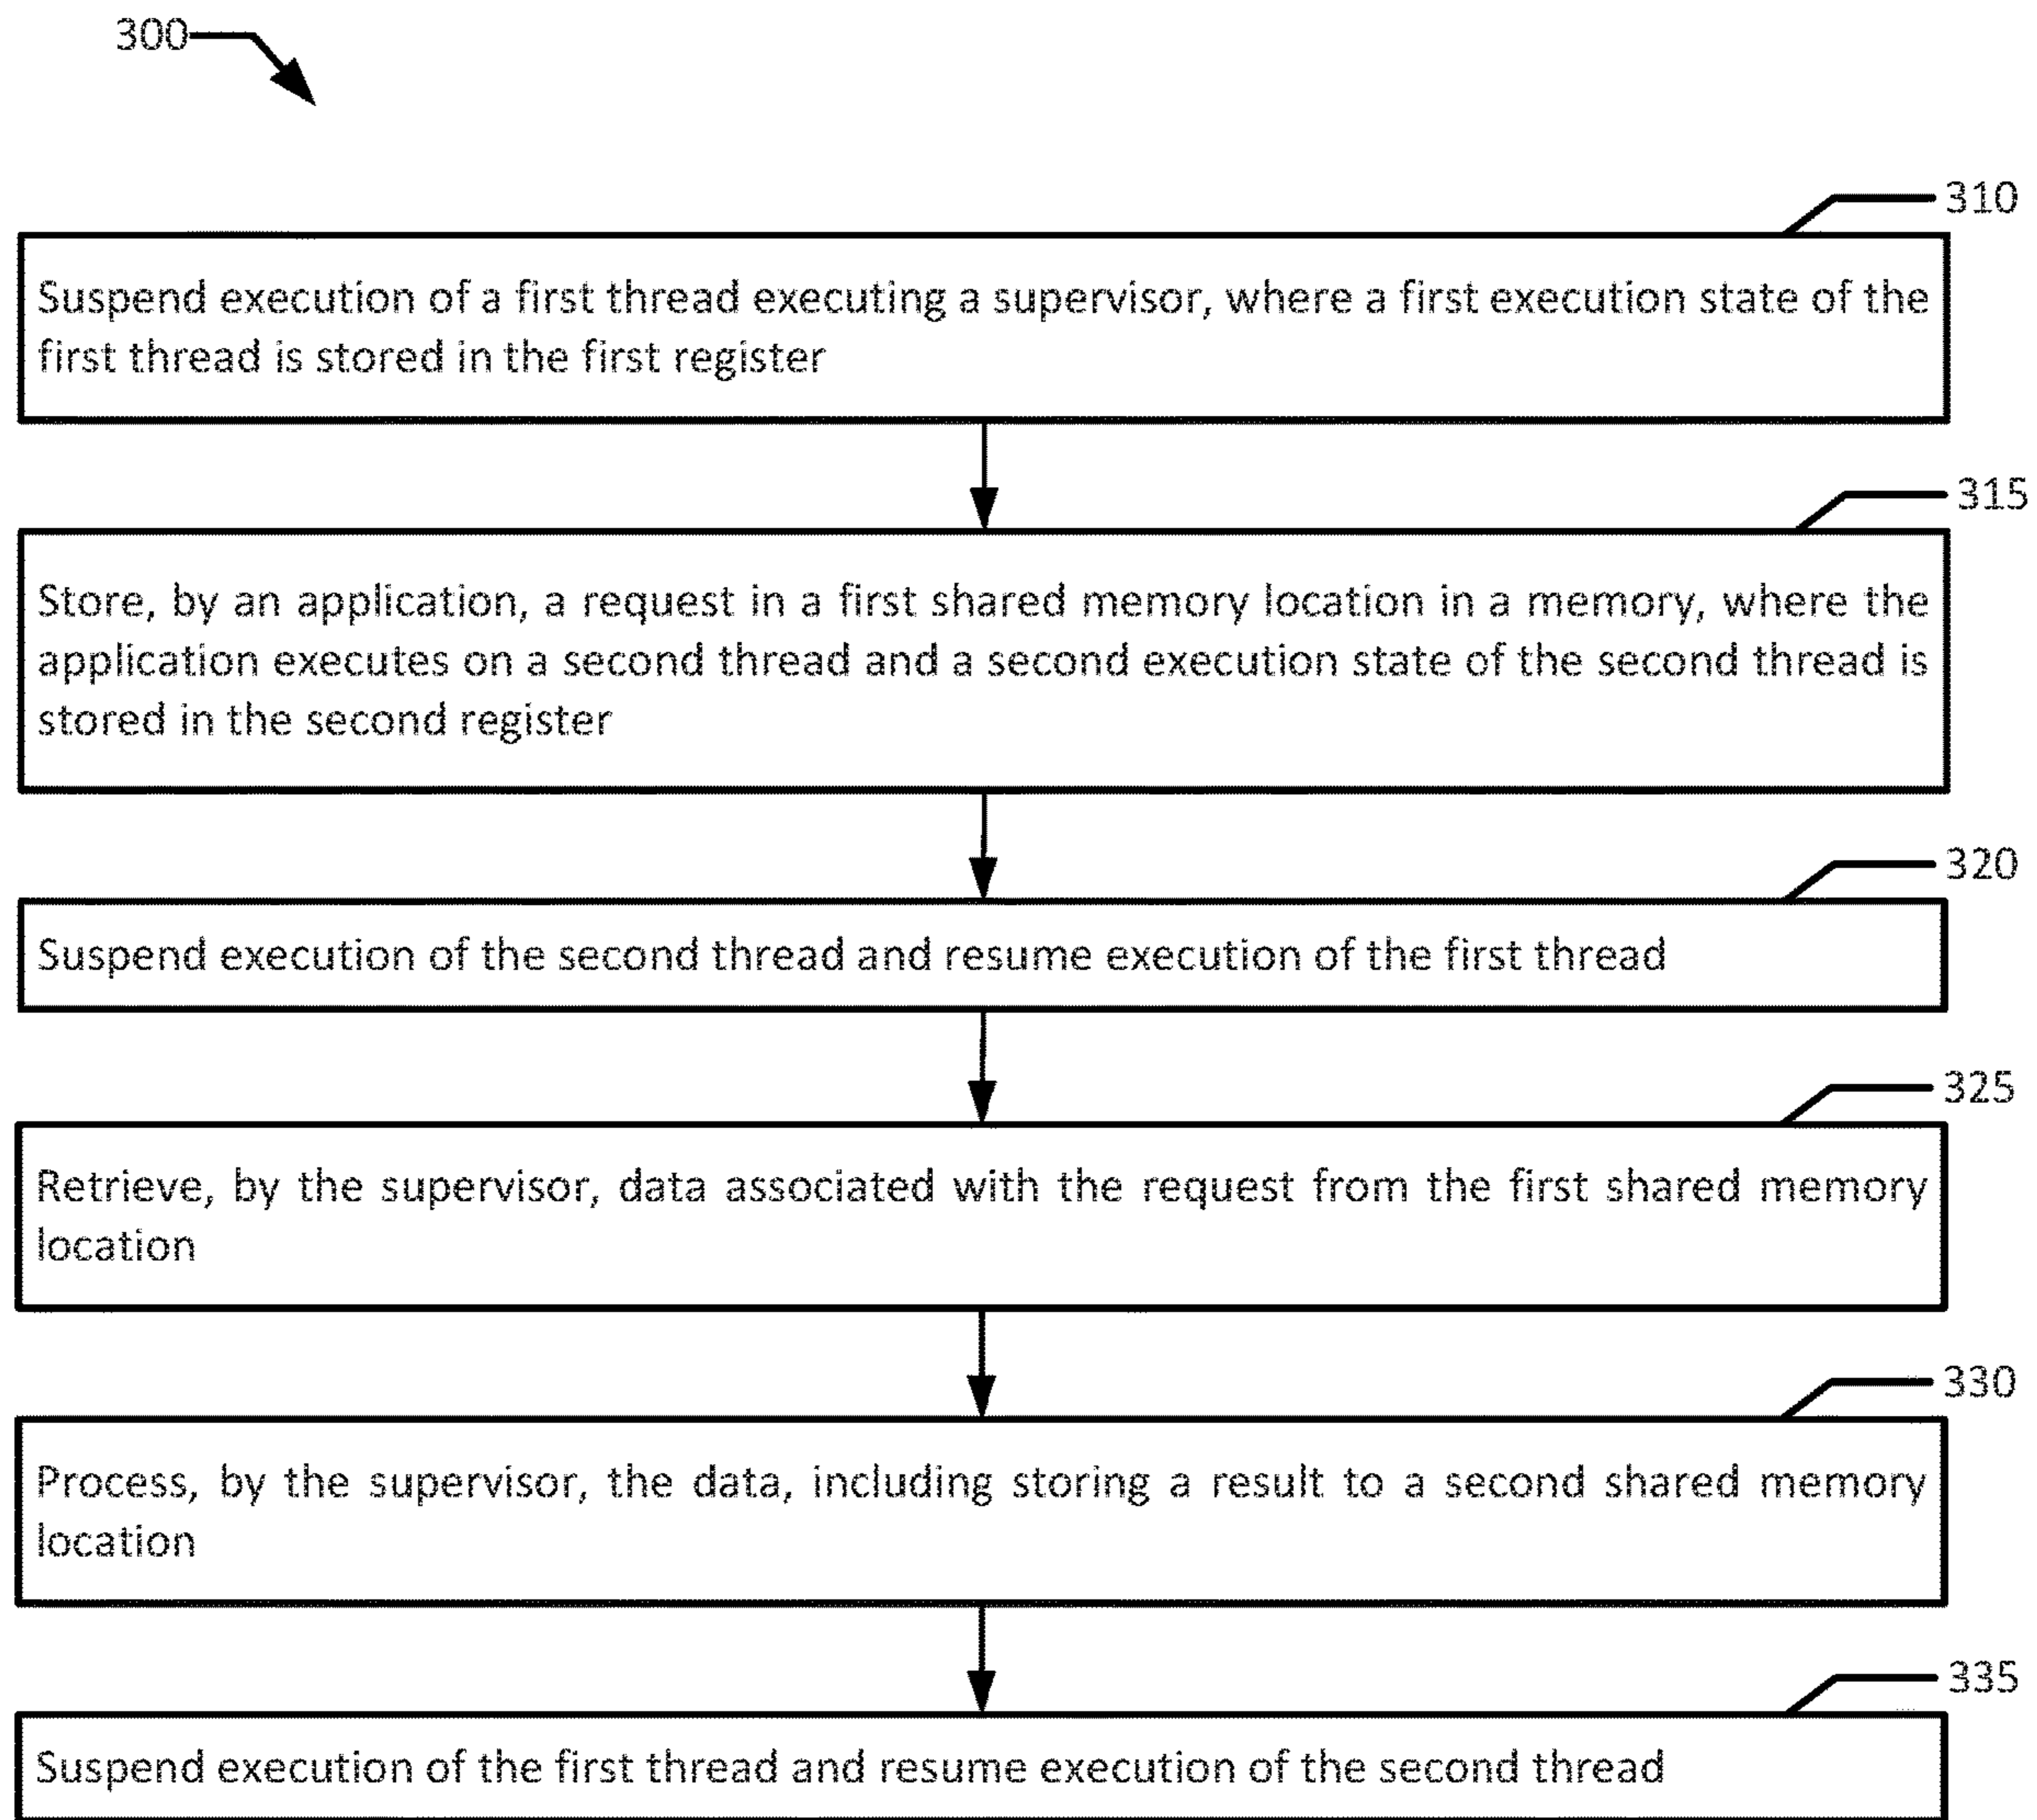 300
310
Suspend execution of a first thread executing a supervisor, where a first execution state of the
first thread is stored in the first register
315
Store, by an application, a request in a first shared memory location in a memory, where the
application executes on a second thread and a second execution state of the second thread is
stored in the second register
320
Suspend execution of the second thread and resume execution of the first thread
325
Retrieve, by the supervisor, data associated with the request from the first shared memory
location
330
Process, by the supervisor, the data, including storing a result to a second shared memory
location
335
Suspend execution of the first thread and resume execution of the second thread